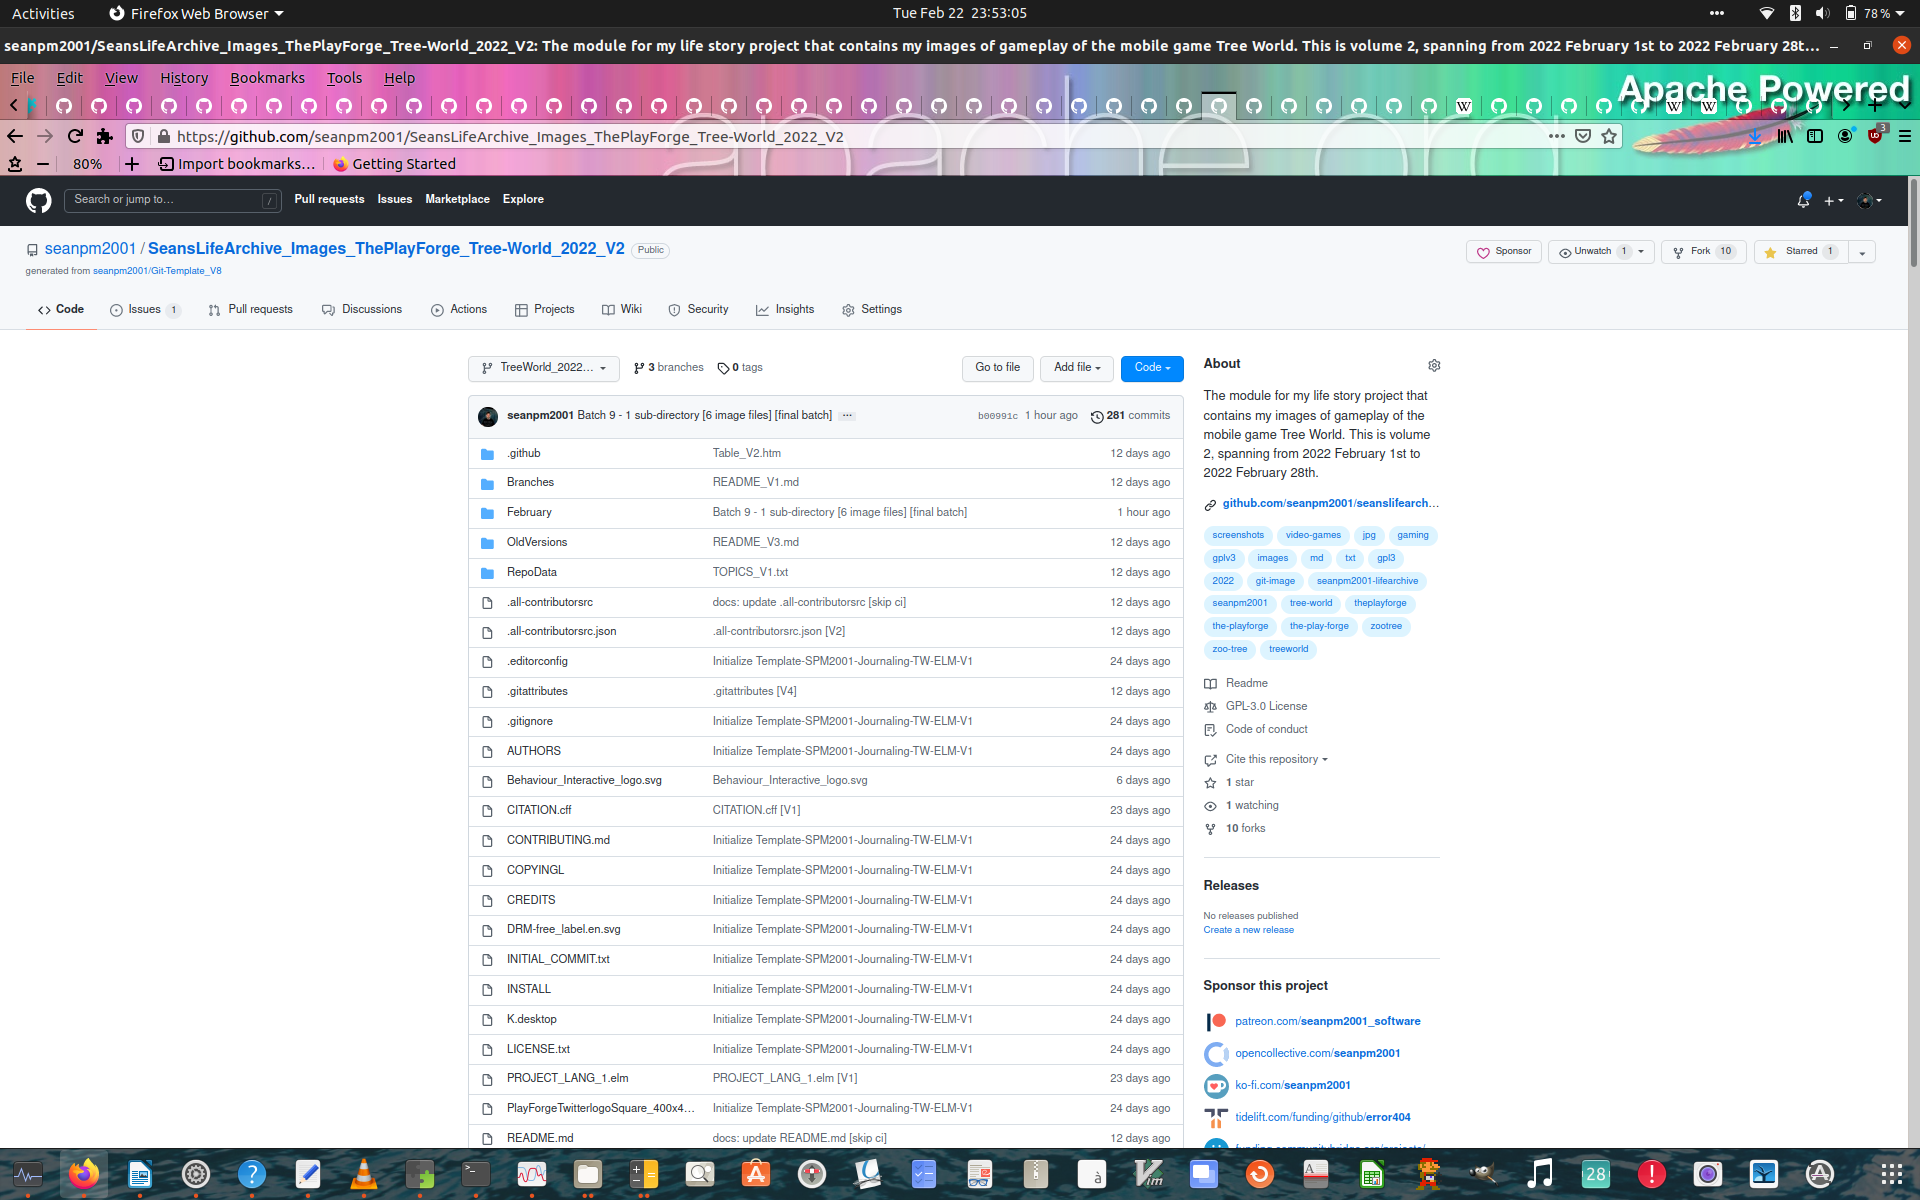 Activities Firefox Web Browser Tue Feb 22 23:53:05 78 %
seanpm2001/SeansLifeArchive_Images_ThePlayForge_Tree-World_2022_V2: The module for my life story project that contains my images of gameplay of the mobile game Tree World. This is volume 2, spanning from 2022 February 1st to 2022 February 28t…
File Edit View History Bookmarks Tools Help
Apache Powered
https://github.com/seanpm2001/SeansLifeArchive_Images_ThePlayForge_Tree-World_2022_V2 3
80% Import bookmarks… Getting Started
Search or jump to… / Pull requests Issues Marketplace Explore
seanpm2001 / SeansLifeArchive_Images_ThePlayForge_Tree-World_2022_V2 Public Sponsor Unwatch 1 Fork 10 Starred 1
generated from seanpm2001/Git-Template_V8
Code Issues 1 Pull requests Discussions Actions Projects Wiki Security Insights Settings
TreeWorld_2022… 3 branches 0 tags Go to file Add file Code
seanpm2001 Batch 9 - 1 sub-directory [6 image files] [final batch] ... b00991c 1 hour ago 281 commits
.github Table_V2.htm 12 days ago
Branches README_V1.md 12 days ago
February Batch 9 - 1 sub-directory [6 image files] [final batch] 1 hour ago
OldVersions README_V3.md 12 days ago
RepoData TOPICS_V1.txt 12 days ago
.all-contributorsrc docs: update .all-contributorsrc [skip ci] 12 days ago
.all-contributorsrc.json .all-contributorsrc.json [V2] 12 days ago
.editorconfig Initialize Template-SPM2001-Journaling-TW-ELM-V1 24 days ago
.gitattributes .gitattributes [V4] 12 days ago
.gitignore Initialize Template-SPM2001-Journaling-TW-ELM-V1 24 days ago
AUTHORS Initialize Template-SPM2001-Journaling-TW-ELM-V1 24 days ago
Behaviour_Interactive_logo.svg Behaviour_Interactive_logo.svg 6 days ago
CITATION.cff CITATION.cff [V1] 23 days ago
CONTRIBUTING.md Initialize Template-SPM2001-Journaling-TW-ELM-V1 24 days ago
COPYINGL Initialize Template-SPM2001-Journaling-TW-ELM-V1 24 days ago
CREDITS Initialize Template-SPM2001-Journaling-TW-ELM-V1 24 days ago
DRM-free_label.en.svg Initialize Template-SPM2001-Journaling-TW-ELM-V1 24 days ago
INITIAL_COMMIT.txt Initialize Template-SPM2001-Journaling-TW-ELM-V1 24 days ago
INSTALL Initialize Template-SPM2001-Journaling-TW-ELM-V1 24 days ago
K.desktop Initialize Template-SPM2001-Journaling-TW-ELM-V1 24 days ago
LICENSE.txt Initialize Template-SPM2001-Journaling-TW-ELM-V1 24 days ago
PROJECT_LANG_1.elm PROJECT_LANG_1.elm [V1] 23 days ago
PlayForgeTwitterlogoSquare_400x4… Initialize Template-SPM2001-Journaling-TW-ELM-V1 24 days ago
README.md docs: update README.md [skip ci] 12 days ago
About
The module for my life story project that
contains my images of gameplay of the
mobile game Tree World. This is volume
2, spanning from 2022 February 1st to
2022 February 28th.
github.com/seanpm2001/seanslifearch…
screenshots video-games jpg gaming
gplv3 images md txt gpl3
2022 git-image seanpm2001-lifearchive
seanpm2001 tree-world theplayforge
the-playforge the-play-forge zootree
zoo-tree treeworld
Readme
GPL-3.0 License
Code of conduct
Cite this repository
1 star
1 watching
10 forks
Releases
No releases published
Create a new release
Sponsor this project
patreon.com/seanpm2001_software
opencollective.com/seanpm2001
ko-fi.com/seanpm2001
tidelift.com/funding/github/error404
28